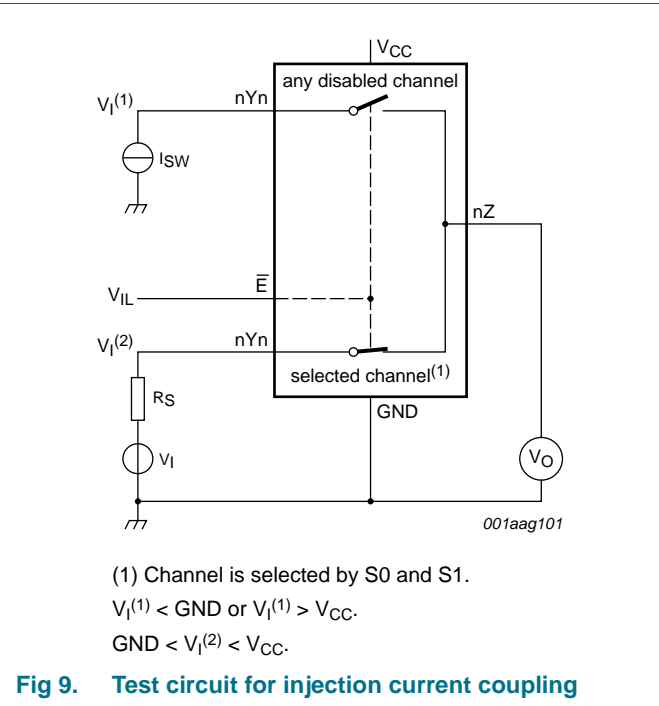 VCC
any disabled channel
VI(1)
nYn
ISW
nZ
VIL
E
VI(2)
nYn
selected channel(1)
RS
GND
VI
VO
001aag101
(1) Channel is selected by S0 and S1.
VI(1) < GND or VI(1) > VCC.
GND < VI(2) < VCC.
Fig 9. Test circuit for injection current coupling